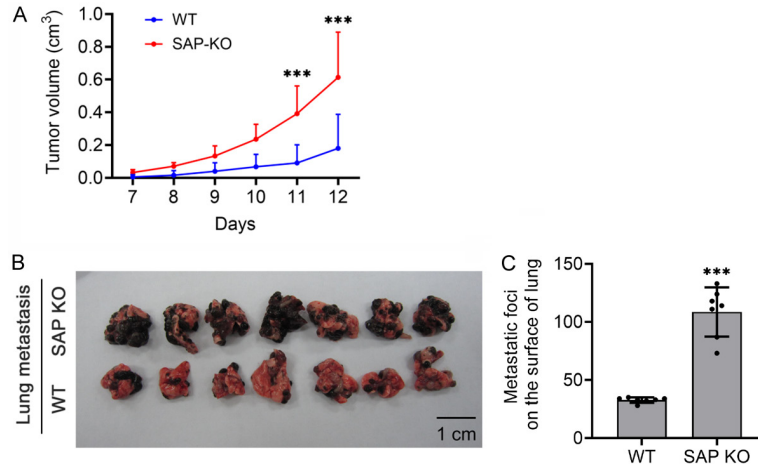 A
WT
SAP-KO
Tumor volume (cm³)
1.0
0.8
0.6
0.4
0.2
0.0
***
***
7 8 9 10 11 12
Days
B
Lung metastasis
SAP KO
WT
1 cm
C
Metastatic foci
on the surface of lung
150
100
50
0
***
WT SAP KO